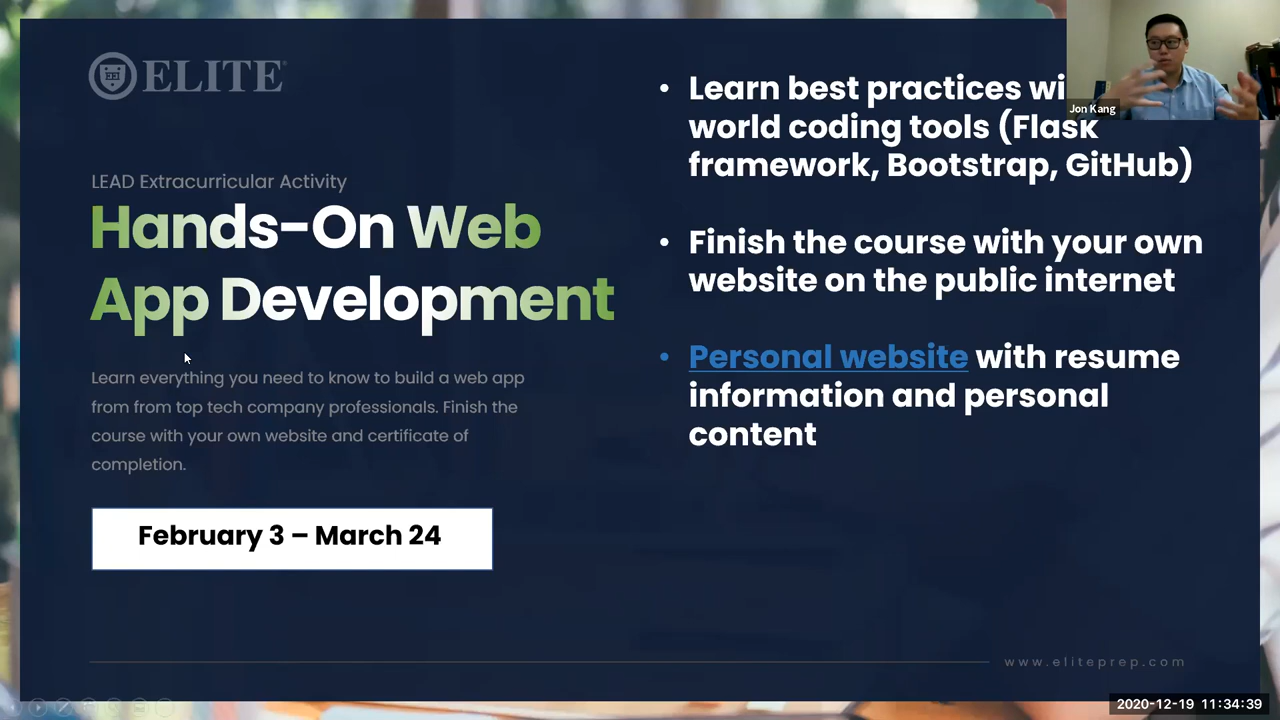 EEI ELITE
LEAD Extracurricular Activity
Hands-On Web
App Development
Learn everything you need to know to build a web app
from from top tech company professionals. Finish the
course with your own website and certificate of
completion.
February 3 – March 24
• Learn best practices wi
world coding tools (Flask
framework, Bootstrap, GitHub)
• Finish the course with your own
website on the public internet
• Personal website with resume
information and personal
content
Jon Kang
www.eliteprep.com
2020-12-19 11:34:39